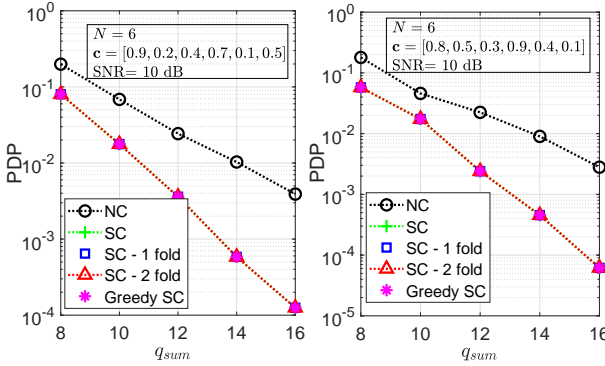 10^0
N = 6
c = [0.9, 0.2, 0.4, 0.7, 0.1, 0.5]
SNR= 10 dB
10^-1
PDP
10^-2
NC
SC
SC - 1 fold
SC - 2 fold
Greedy SC
10^-3
10^-4
8 10 12 14 16
q_sum
10^0
N = 6
c = [0.8, 0.5, 0.3, 0.9, 0.4, 0.1]
SNR= 10 dB
10^-1
10^-2
PDP
10^-3
NC
SC
SC - 1 fold
SC - 2 fold
Greedy SC
10^-4
10^-5
8 10 12 14 16
q_sum